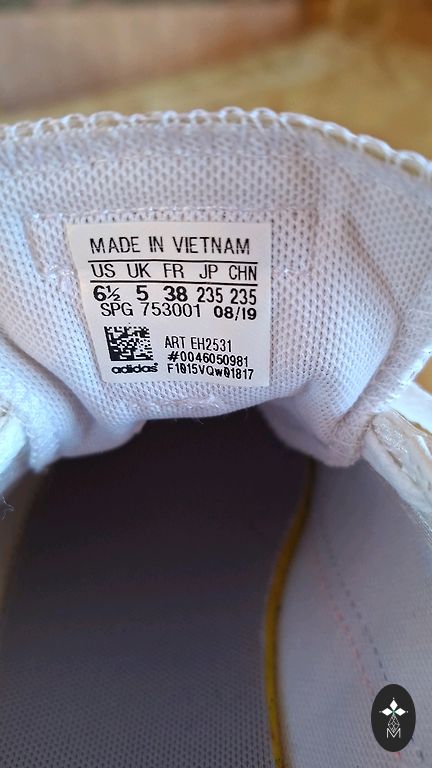 MADE IN VIETNAM
US UK FR JP CHN
6½ 5 38 235 235
SPG 753001 08/19
ART EH2531
#0046050981
adidas F1015VQw01817
M